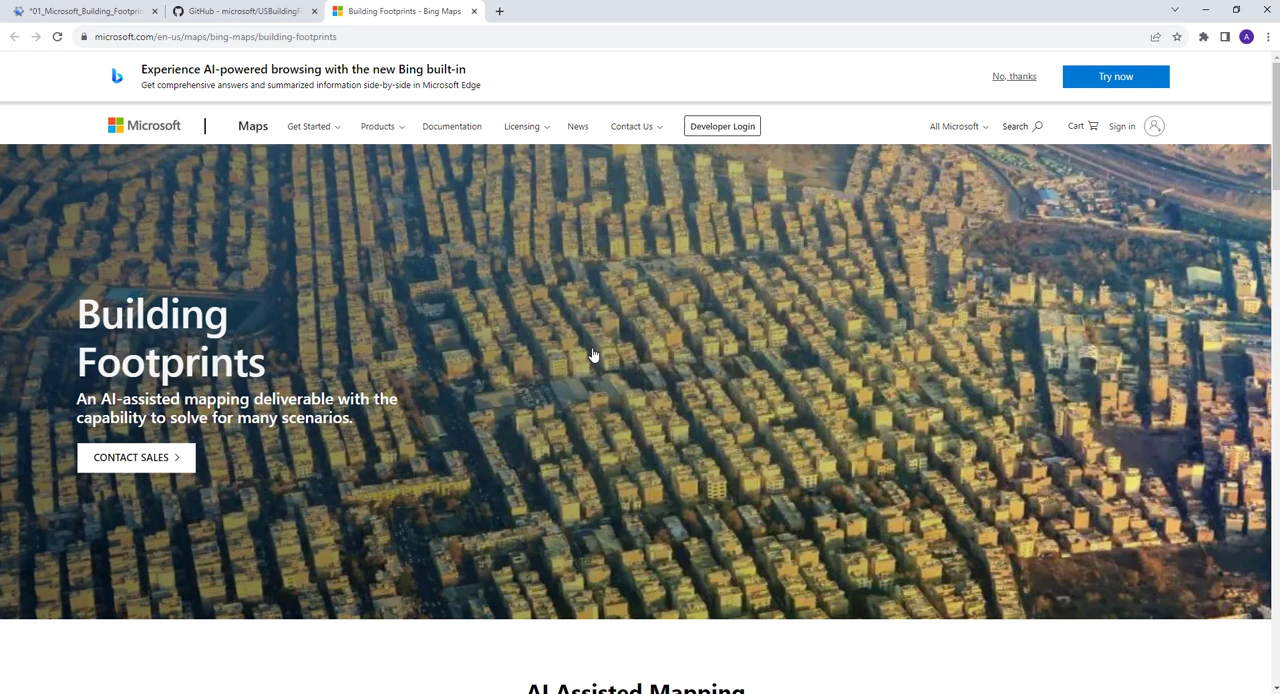 *01_Microsoft_Building_Footprin
GitHub - microsoft/USBuildingF
Building Footprints - Bing Maps
microsoft.com/en-us/maps/bing-maps/building-footprints
A
Experience AI-powered browsing with the new Bing built-in
Get comprehensive answers and summarized information side-by-side in Microsoft Edge
No, thanks
Try now
Microsoft
Maps
Get Started
Products
Documentation
Licensing
News
Contact Us
Developer Login
All Microsoft
Search
Cart
Sign in
Building
Footprints
An AI-assisted mapping deliverable with the
capability to solve for many scenarios.
CONTACT SALES >
AI Assisted Mapping